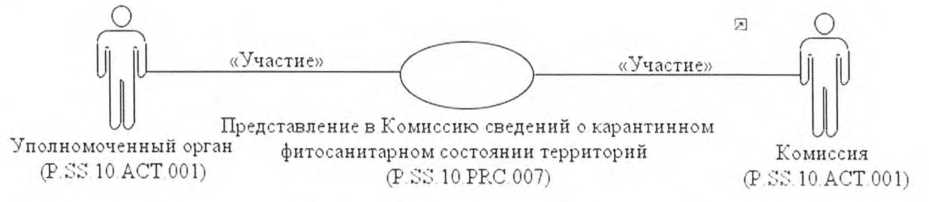 «Участие»
«Участие»
Уполномоченный орган
(P.SS.10.ACT.001)
Представление в Комиссию сведений о карантинном
фитосанитарном состоянии территорий
(P.SS.10.PRC.007)
Комиссия
(P.SS.10.ACT.001)